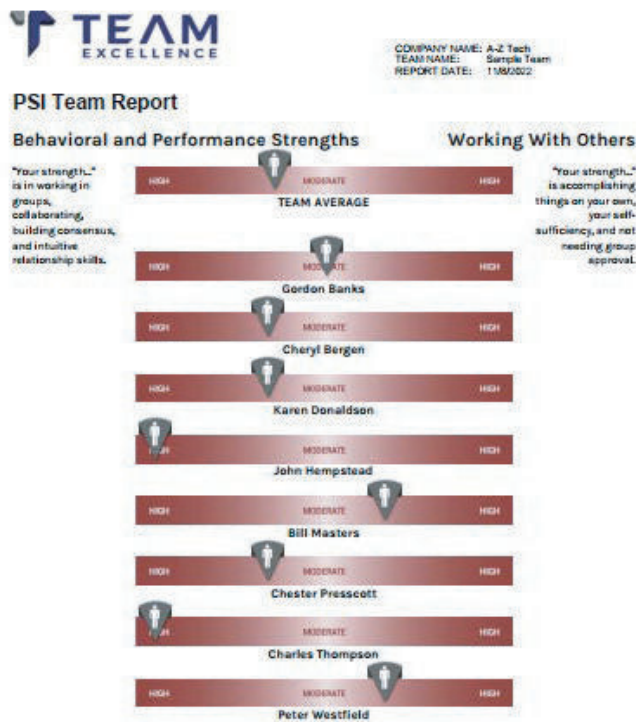 TEAM
EXCELLENCE
COMPANY NAME: A-Z Tech
TEAM NAME: Sample Team
REPORT DATE: 11/8/2022
PSI Team Report
Behavioral and Performance Strengths
Working With Others
"Your strength..."
is in working in
groups,
collaborating,
building consensus,
and intuitive
relationship skills.
HIGH MODERATE HIGH
TEAM AVERAGE
"Your strength..."
is accomplishing
things on your own,
your self-
sufficiency, and not
needing group
approval.
HIGH MODERATE HIGH
Gordon Banks
HIGH MODERATE HIGH
Cheryl Bergen
HIGH MODERATE HIGH
Karen Donaldson
HIGH MODERATE HIGH
John Hempstead
HIGH MODERATE HIGH
Bill Masters
HIGH MODERATE HIGH
Chester Presscott
HIGH MODERATE HIGH
Charles Thompson
HIGH MODERATE HIGH
Peter Westfield